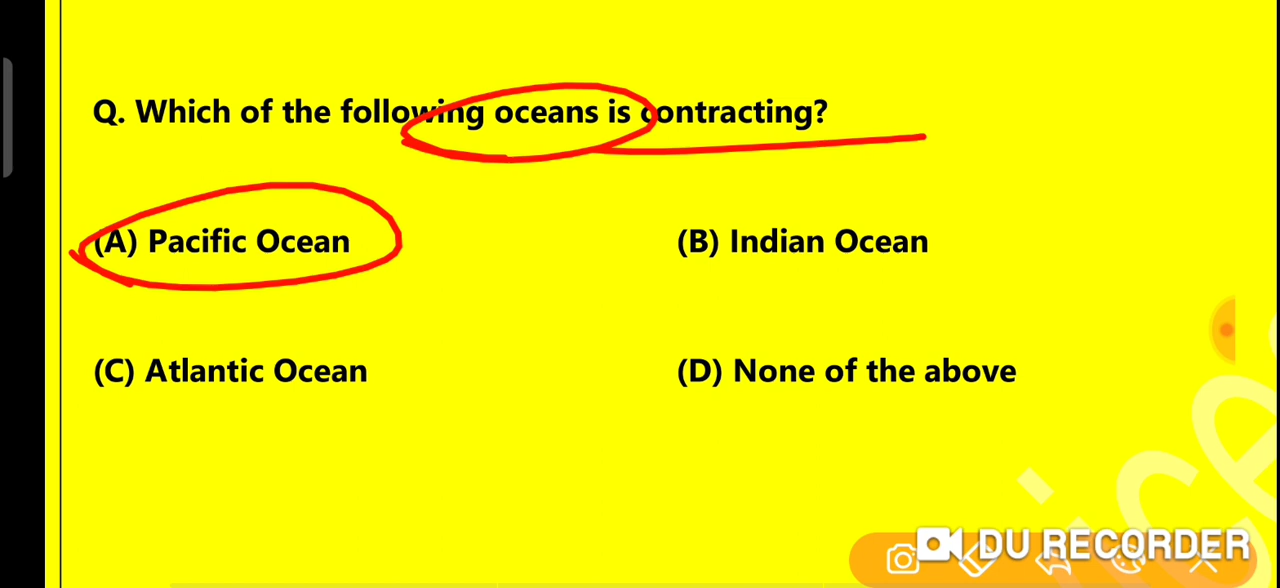 Q. Which of the following oceans is contracting?
(A) Pacific Ocean
(B) Indian Ocean
(C) Atlantic Ocean
(D) None of the above
ice
DU RECORDER